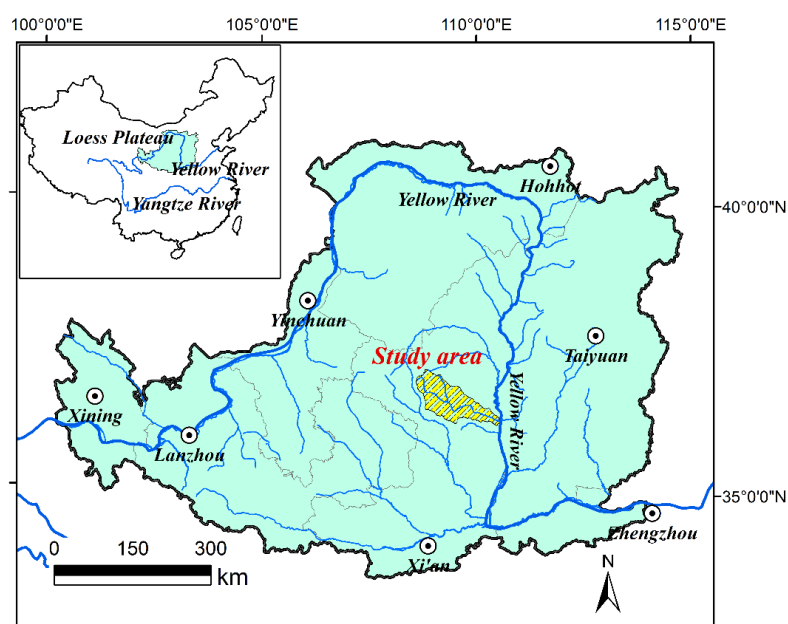 100°0'0"E
105°0'0"E
110°0'0"E
115°0'0"E
Loess Plateau
Yellow River
Yangtze River
Hohhot
Yellow River
40°0'0"N
Yinchuan
Study area
Taiyuan
Yellow River
Xining
Lanzhou
35°0'0"N
Zhengzhou
Xi'an
0 150 300
km
N